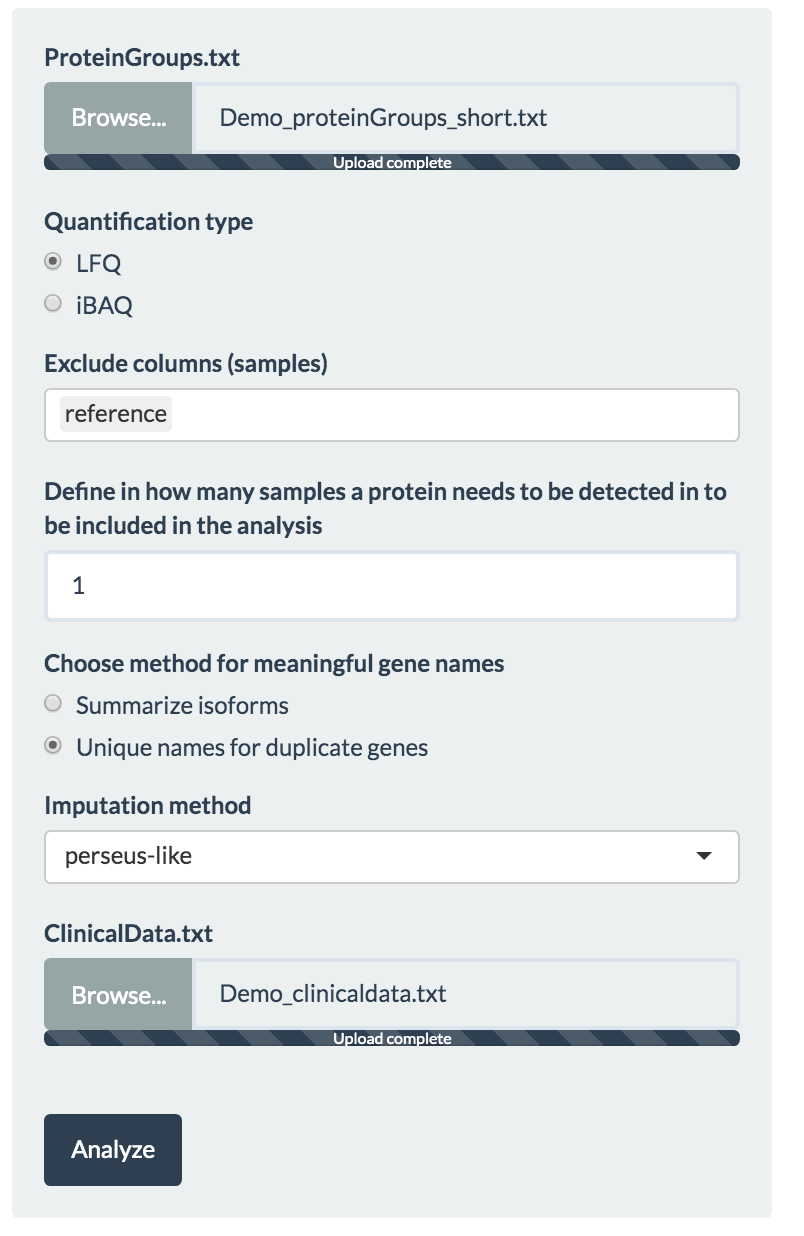 ProteinGroups.txt
Browse... Demo_proteinGroups_short.txt
Upload complete
Quantification type
LFQ
iBAQ
Exclude columns (samples)
reference
Define in how many samples a protein needs to be detected in to
be included in the analysis
1
Choose method for meaningful gene names
Summarize isoforms
Unique names for duplicate genes
Imputation method
perseus-like
ClinicalData.txt
Browse... Demo_clinicaldata.txt
Upload complete
Analyze